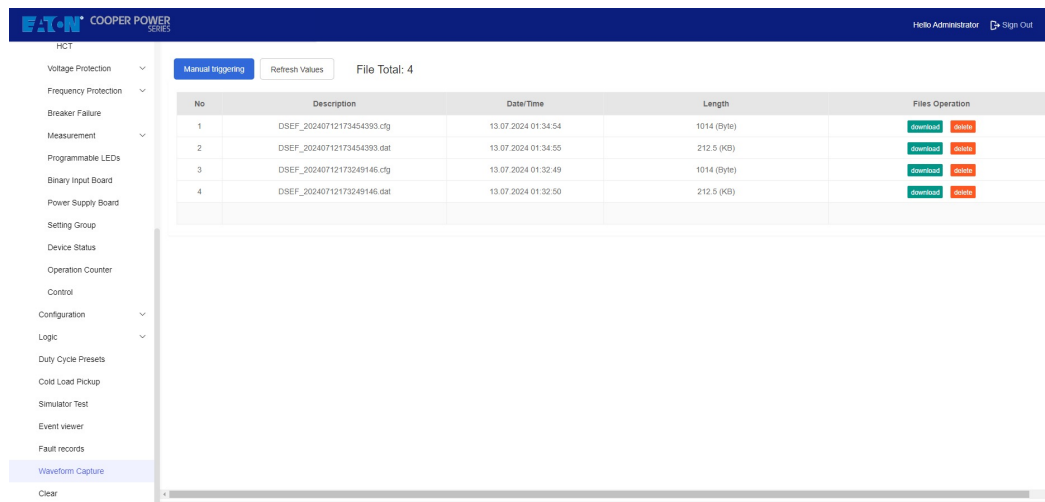 EATON COOPER POWER
SERIES
Hello Administrator Sign Out
HCT
Voltage Protection
Frequency Protection
Breaker Failure
Measurement
Programmable LEDs
Binary Input Board
Power Supply Board
Setting Group
Device Status
Operation Counter
Control
Configuration
Logic
Duty Cycle Presets
Cold Load Pickup
Simulator Test
Event viewer
Fault records
Waveform Capture
Clear
Manual triggering Refresh Values File Total: 4
No Description Date/Time Length Files Operation
1 DSEF_20240712173454393.cfg 13.07.2024 01:34:54 1014 (Byte) download delete
2 DSEF_20240712173454393.dat 13.07.2024 01:34:55 212.5 (KB) download delete
3 DSEF_20240712173249146.cfg 13.07.2024 01:32:49 1014 (Byte) download delete
4 DSEF_20240712173249146.dat 13.07.2024 01:32:50 212.5 (KB) download delete